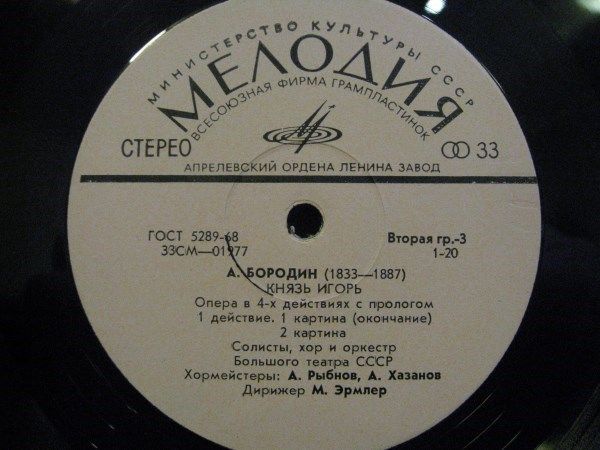 МИНИСТЕРСТВО КУЛЬТУРЫ СССР
МЕЛОДИЯ
ВСЕСОЮЗНАЯ ФИРМА ГРАМПЛАСТИНОК
СТЕРЕО
33
АПРЕЛЕВСКИЙ ОРДЕНА ЛЕНИНА ЗАВОД
ГОСТ 5289-68
Вторая гр.-3
33СМ—01977
1-20
А. БОРОДИН (1833—1887)
КНЯЗЬ ИГОРЬ
Опера в 4-х действиях с прологом
1 действие. 1 картина (окончание)
2 картина
Солисты, хор и оркестр
Большого театра СССР
Хормейстеры: А. Рыбнов, А. Хазанов
Дирижер М. Эрмлер